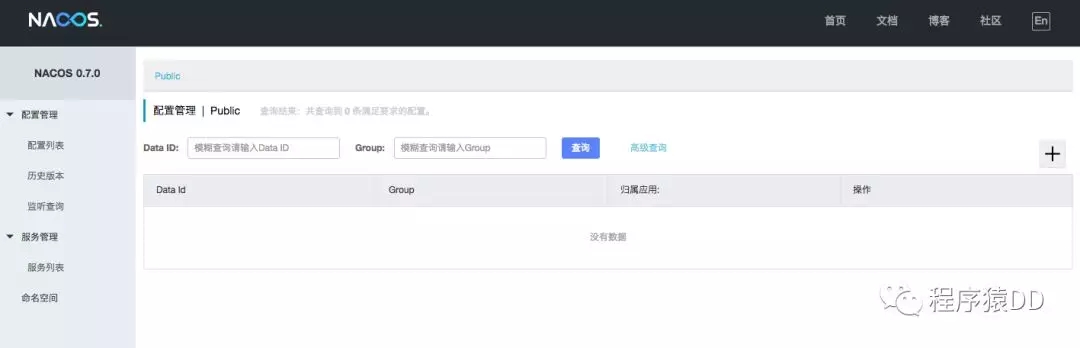 NACOS.
首页 文档 博客 社区 En
NACOS 0.7.0
配置管理
配置列表
历史版本
监听查询
服务管理
服务列表
命名空间
Public
配置管理 | Public 查询结果：共查询到 0 条满足要求的配置。
Data ID: 模糊查询请输入Data ID Group: 模糊查询请输入Group 查询 高级查询
Data Id Group 归属应用: 操作
没有数据
程序猿DD